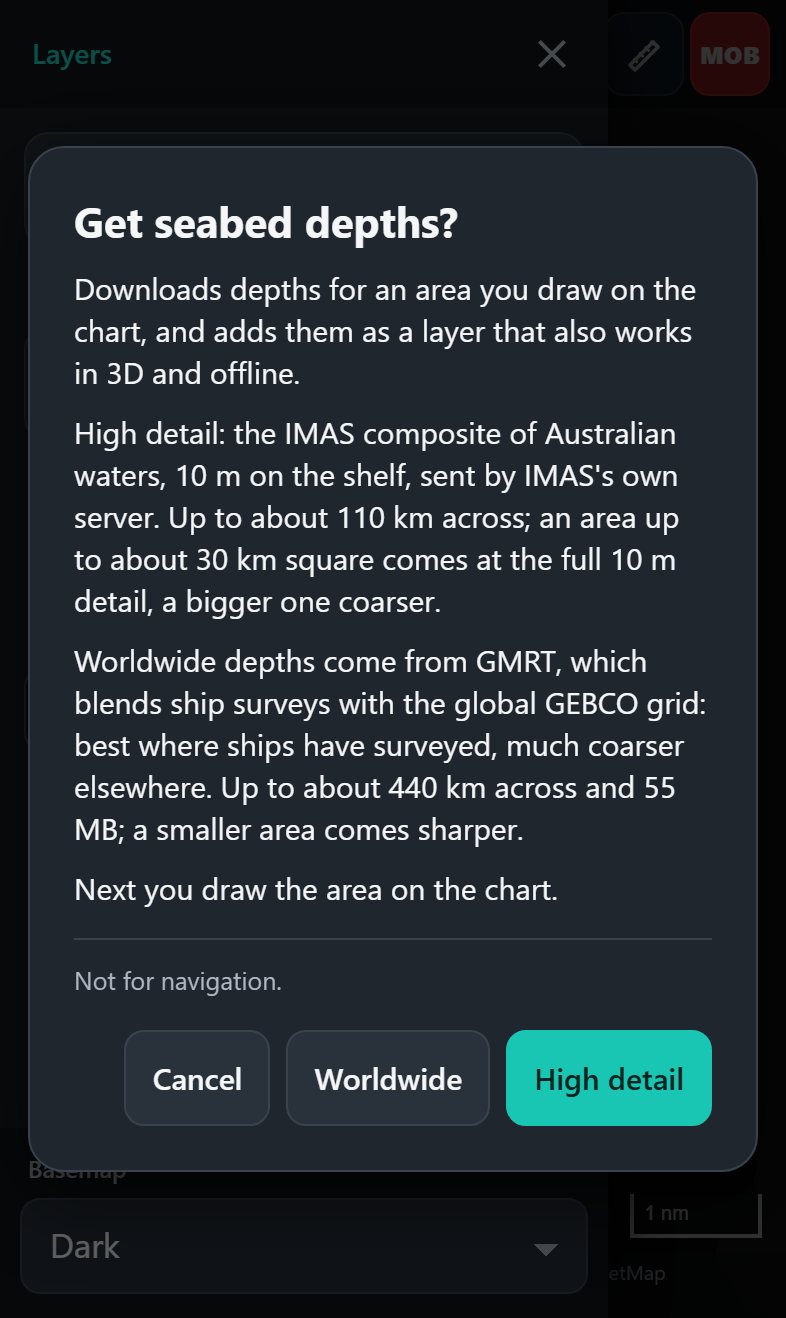 Layers
MOB
Get seabed depths?
Downloads depths for an area you draw on the
chart, and adds them as a layer that also works
in 3D and offline.
High detail: the IMAS composite of Australian
waters, 10 m on the shelf, sent by IMAS's own
server. Up to about 110 km across; an area up
to about 30 km square comes at the full 10 m
detail, a bigger one coarser.
Worldwide depths come from GMRT, which
blends ship surveys with the global GEBCO grid:
best where ships have surveyed, much coarser
elsewhere. Up to about 440 km across and 55
MB; a smaller area comes sharper.
Next you draw the area on the chart.
Not for navigation.
Cancel
Worldwide
High detail
Basemap
1 nm
Dark
etMap